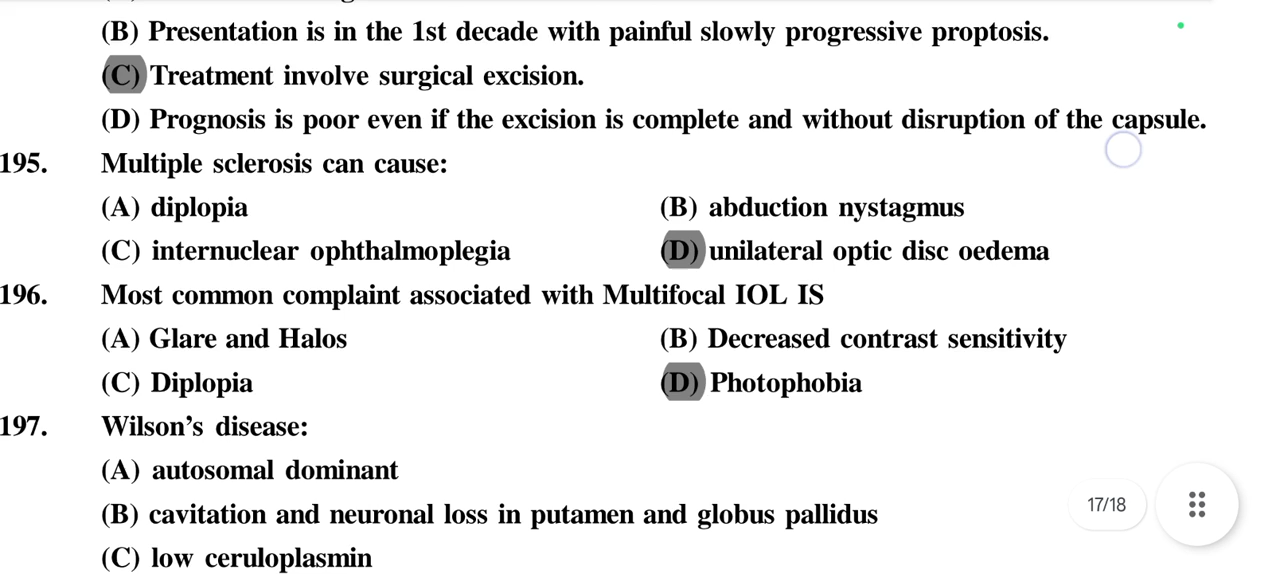 (B) Presentation is in the 1st decade with painful slowly progressive proptosis.
(C) Treatment involve surgical excision.
(D) Prognosis is poor even if the excision is complete and without disruption of the capsule.
195. Multiple sclerosis can cause:
(A) diplopia (B) abduction nystagmus
(C) internuclear ophthalmoplegia (D) unilateral optic disc oedema
196. Most common complaint associated with Multifocal IOL IS
(A) Glare and Halos (B) Decreased contrast sensitivity
(C) Diplopia (D) Photophobia
197. Wilson’s disease:
(A) autosomal dominant
(B) cavitation and neuronal loss in putamen and globus pallidus
17/18
(C) low ceruloplasmin